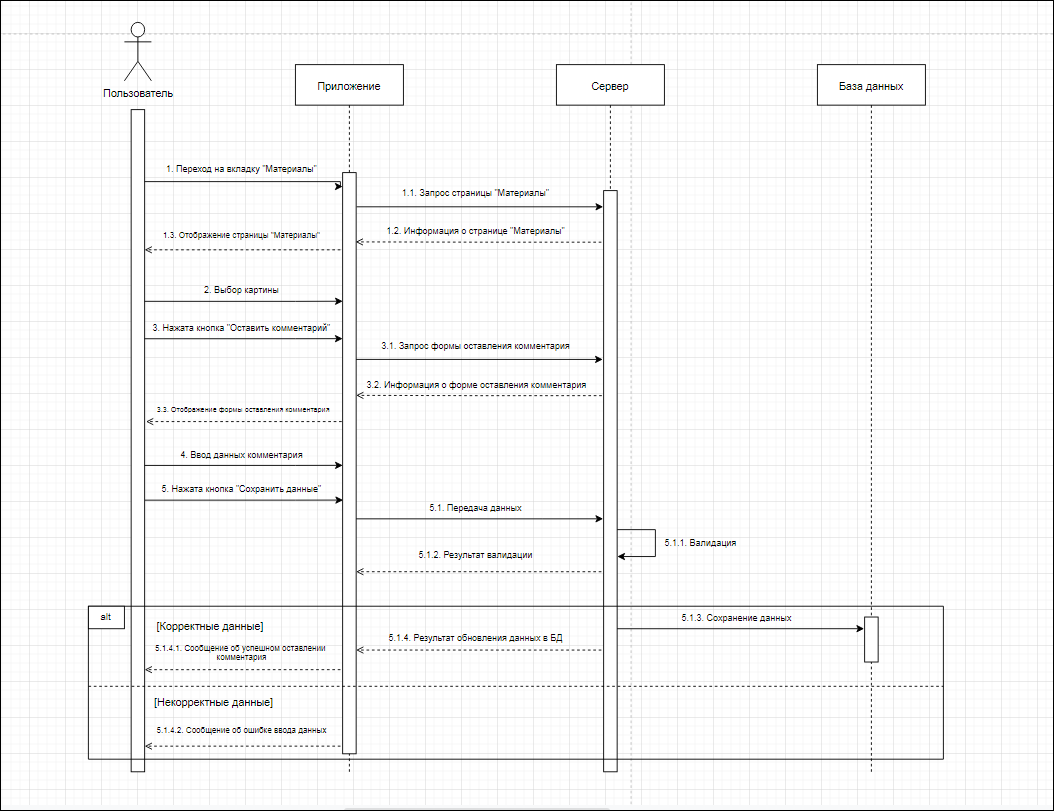 Пользователь
Приложение
Сервер
База данных
1. Переход на вкладку "Материалы"
1.1. Запрос страницы "Материалы"
1.2. Информация о странице "Материалы"
1.3. Отображение страницы "Материалы"
2. Выбор картины
3. Нажата кнопка "Оставить комментарий"
3.1. Запрос формы оставления комментария
3.2. Информация о форме оставления комментария
3.3. Отображение формы оставления комментария
4. Ввод данных комментария
5. Нажата кнопка "Сохранить данные"
5.1. Передача данных
5.1.1. Валидация
5.1.2. Результат валидации
alt
[Корректные данные]
5.1.3. Сохранение данных
5.1.4. Результат обновления данных в БД
5.1.4.1. Сообщение об успешном оставлении
комментария
[Некорректные данные]
5.1.4.2. Сообщение об ошибке ввода данных